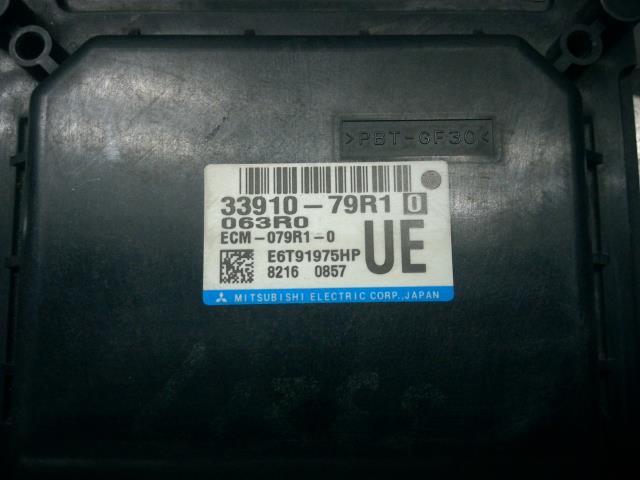 >PBT-GF30<
33910-79R1 0
063R0
ECM-079R1-0
E6T91975HP
8216 0857
UE
MITSUBISHI ELECTRIC CORP., JAPAN